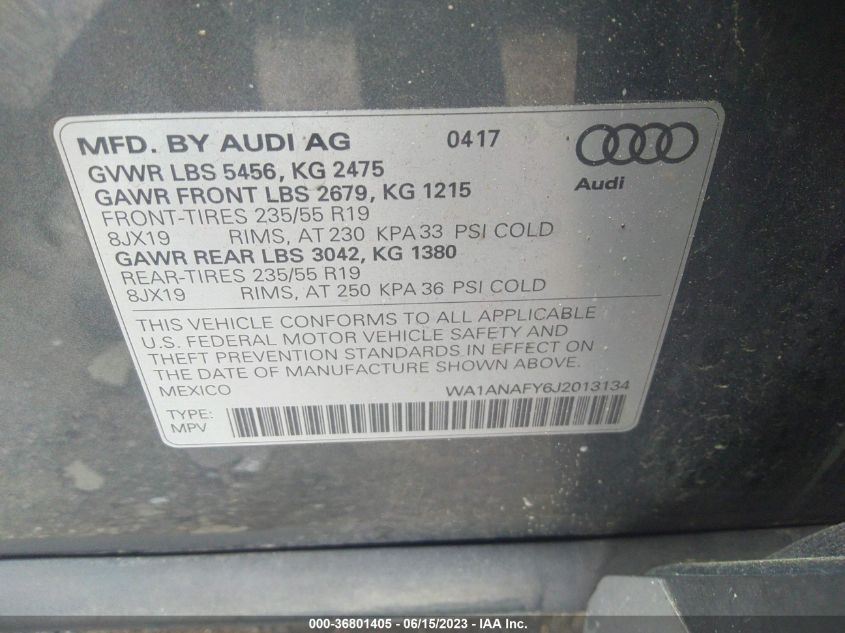 MFD. BY AUDI AG 0417
GVWR LBS 5456, KG 2475
Audi
GAWR FRONT LBS 2679, KG 1215
FRONT-TIRES 235/55 R19
8JX19 RIMS, AT 230 KPA 33 PSI COLD
GAWR REAR LBS 3042, KG 1380
REAR-TIRES 235/55 R19
8JX19 RIMS, AT 250 KPA 36 PSI COLD
THIS VEHICLE CONFORMS TO ALL APPLICABLE
U.S. FEDERAL MOTOR VEHICLE SAFETY AND
THEFT PREVENTION STANDARDS IN EFFECT ON
THE DATE OF MANUFACTURE SHOWN ABOVE.
MEXICO WA1ANAFY6J2013134
TYPE:
MPV
000-36801405 - 06/15/2023 - IAA Inc.